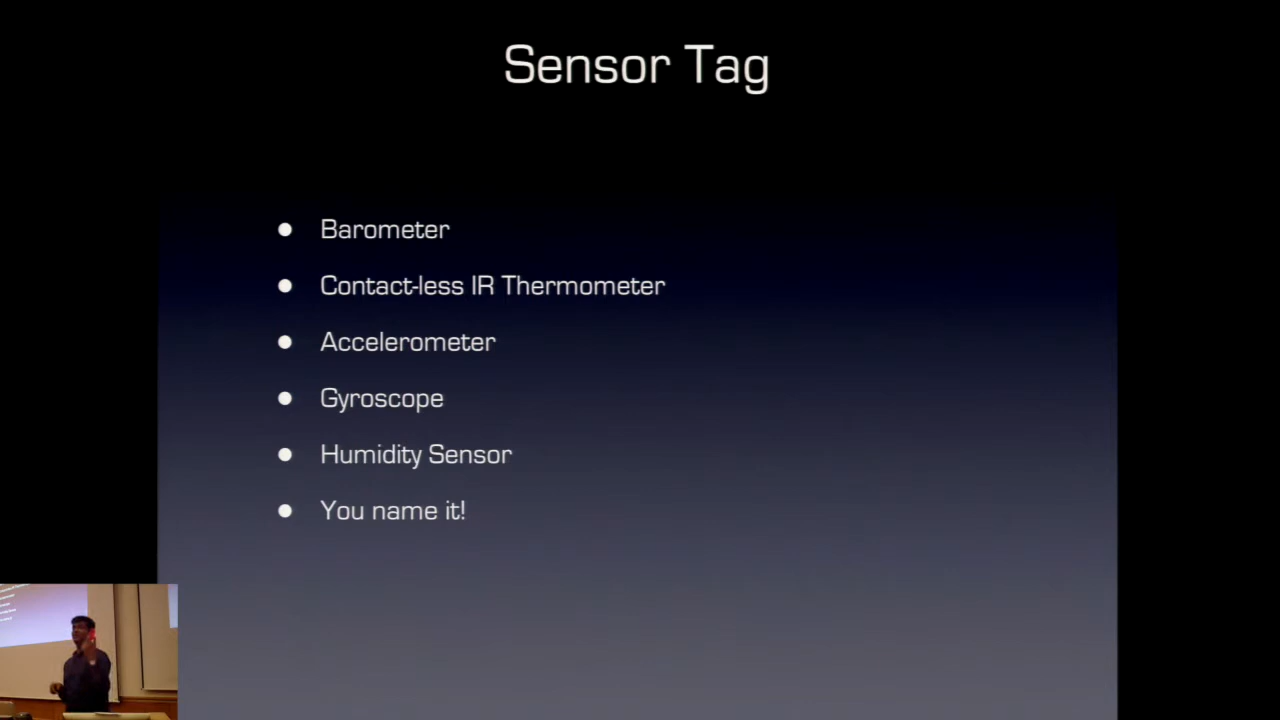 Sensor Tag
● Barometer
● Contact-less IR Thermometer
● Accelerometer
● Gyroscope
● Humidity Sensor
● You name it!